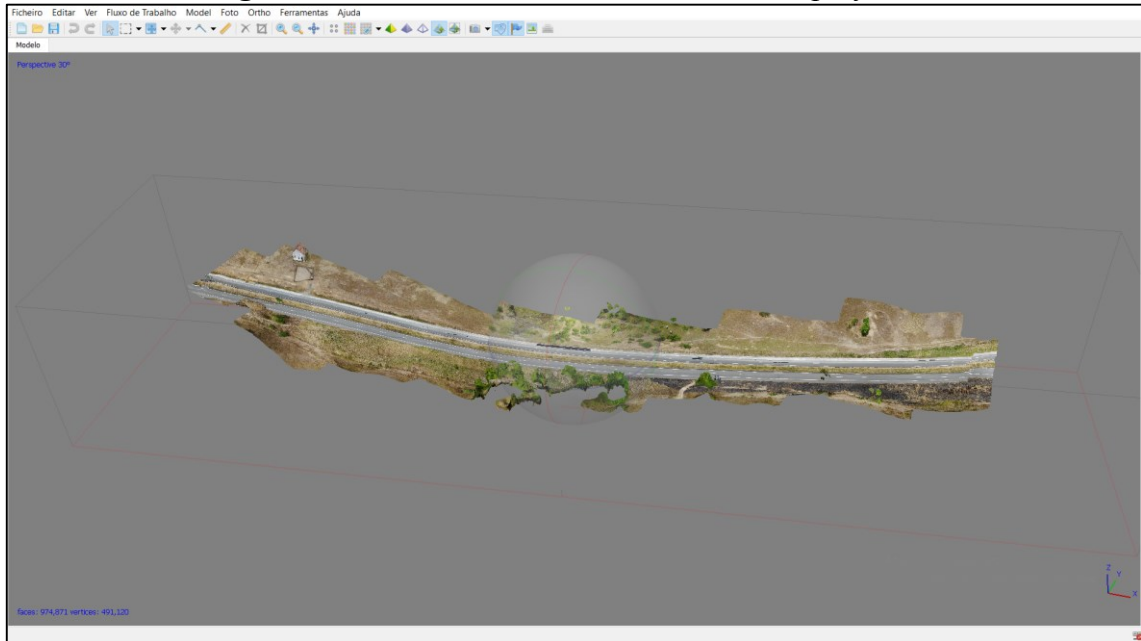 Ficheiro Editar Ver Fluxo de Trabalho Model Foto Ortho Ferramentas Ajuda
Modelo
Perspective 30°
Z
Y
X
faces: 974,871 vertices: 491,120